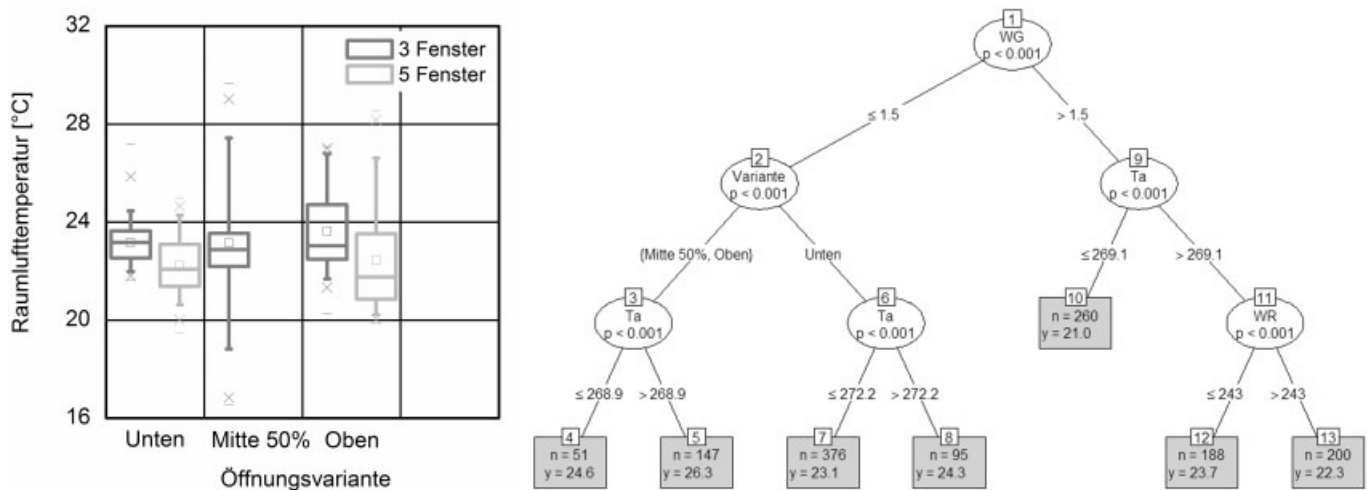 32
28
24
20
16
Raumlufttemperatur [°C]
3 Fenster
5 Fenster
Unten
Mitte 50%
Oben
Öffnungsvariante
1
WG
p < 0.001
≤ 1.5
> 1.5
2
Variante
p < 0.001
9
Ta
p < 0.001
{Mitte 50%, Oben}
Unten
≤269.1
> 269.1
3
Ta
p < 0.001
6
Ta
p < 0.001
10
n = 260
y = 21.0
11
WR
p < 0.001
≤ 268.9
> 268.9
≤ 272.2
> 272.2
≤ 243
> 243
4
n = 51
y = 24.6
5
n = 147
y = 26.3
7
n = 376
y = 23.1
8
n = 95
y = 24.3
12
n = 188
y = 23.7
13
n = 200
y = 22.3